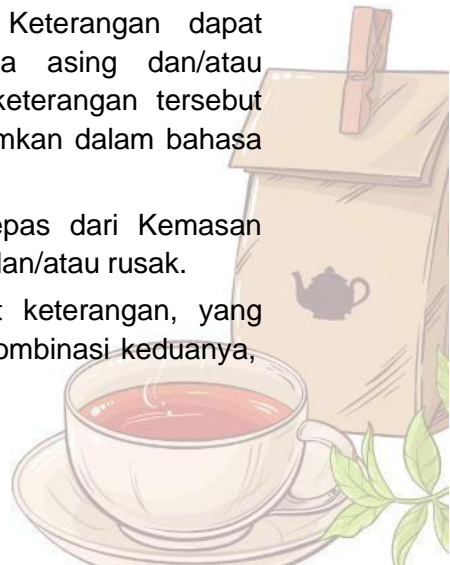 Keterangan dapat
a asing dan/atau
keterangan tersebut
mkan dalam bahasa
epas dari Kemasan
dan/atau rusak.
t keterangan, yang
ombinasi keduanya,